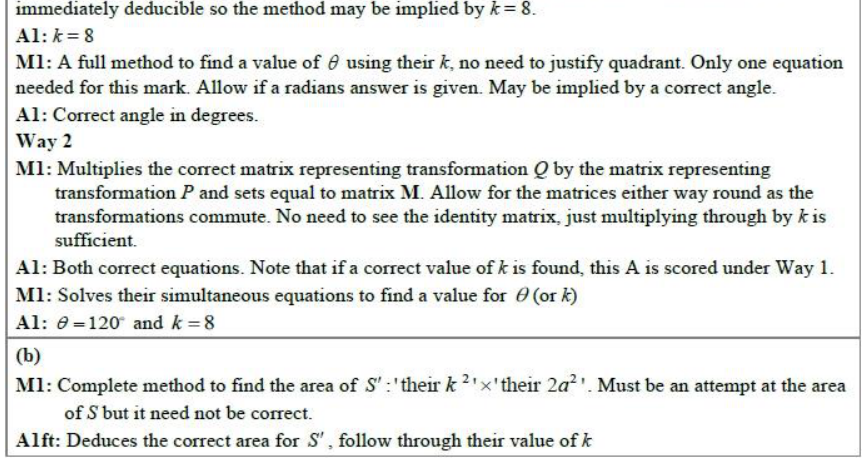 immediately deducible so the method may be implied by k = 8.
A1: k = 8
M1: A full method to find a value of θ using their k, no need to justify quadrant. Only one equation
needed for this mark. Allow if a radians answer is given. May be implied by a correct angle.
A1: Correct angle in degrees.
Way 2
M1: Multiplies the correct matrix representing transformation Q by the matrix representing
transformation P and sets equal to matrix M. Allow for the matrices either way round as the
transformations commute. No need to see the identity matrix, just multiplying through by k is
sufficient.
A1: Both correct equations. Note that if a correct value of k is found, this A is scored under Way 1.
M1: Solves their simultaneous equations to find a value for θ (or k)
A1: θ = 120° and k = 8
(b)
M1: Complete method to find the area of S′ :'their k²'×'their 2a²'. Must be an attempt at the area
of S but it need not be correct.
A1ft: Deduces the correct area for S′, follow through their value of k